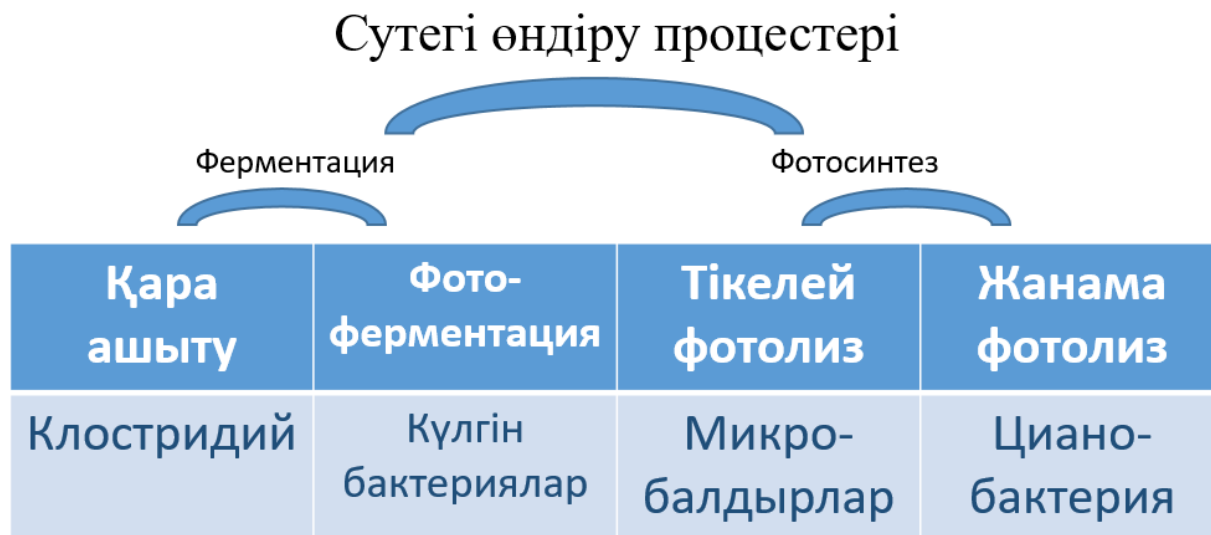 Сутегі өндіру процестері
Ферментация
Фотосинтез
Қара
ашыту
Фото-
ферментация
Тікелей
фотолиз
Жанама
фотолиз
Клостридий
Күлгін
бактериялар
Микро-
балдырлар
Циано-
бактерия